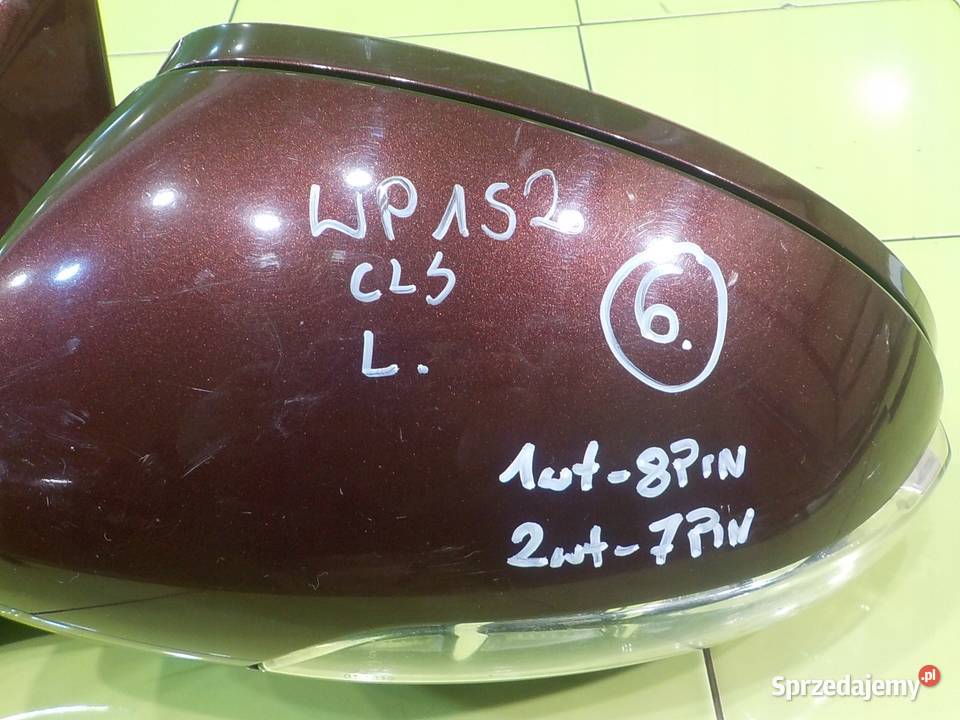 WP152
CLS
L.
6.
1wt-8PiN
2wt-7PiN
Sprzedajemy.pl